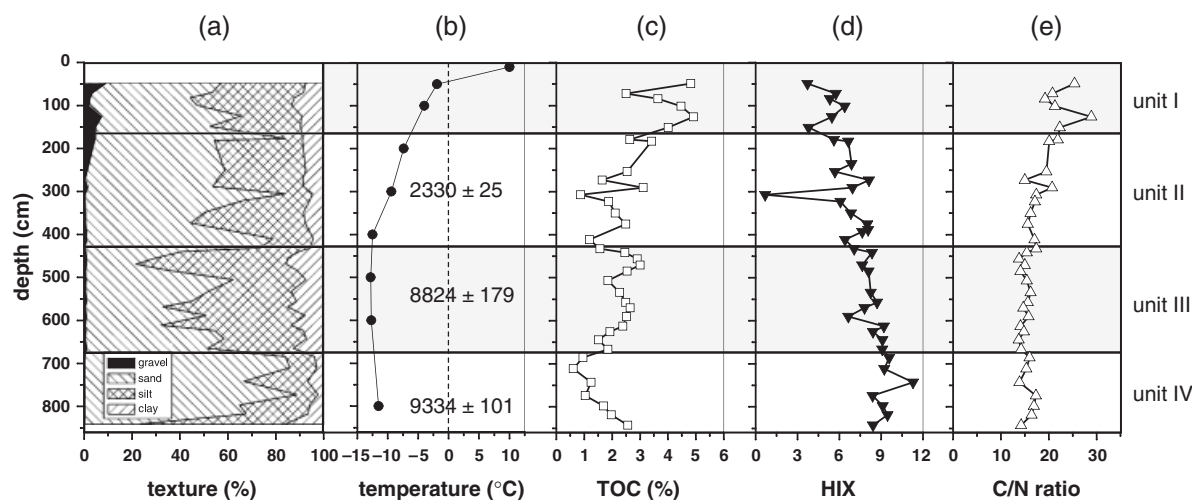 (a) (b) (c) (d) (e)
0
100
200
300
400
500
600
700
800
depth (cm)
unit I
unit II
unit III
unit IV
2330 ± 25
8824 ± 179
9334 ± 101
gravel
sand
silt
clay
0 20 40 60 80 100
−15 −10 −5 0 5 10
0 1 2 3 4 5 6
0 3 6 9 12
0 10 20 30
texture (%) temperature (°C) TOC (%) HIX C/N ratio